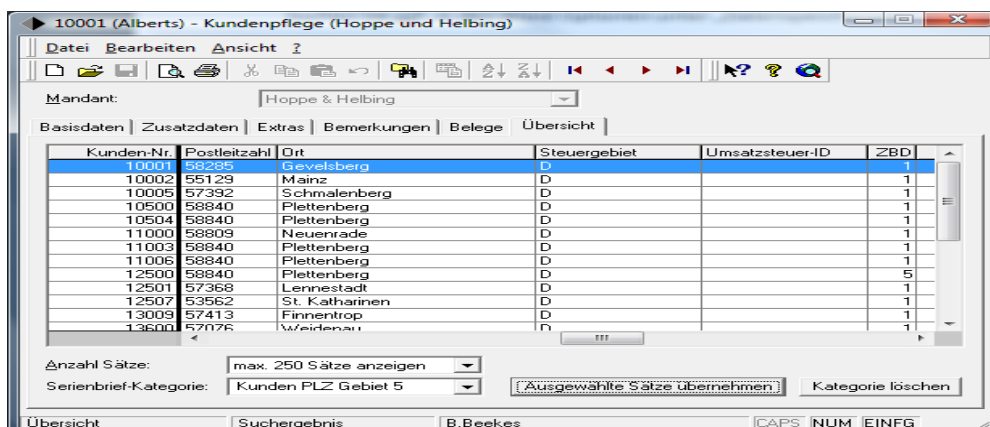 10001 (Alberts) - Kundenpflege (Hoppe und Helbing)
Datei Bearbeiten Ansicht ?
Mandant: Hoppe & Helbing
Basisdaten Zusatzdaten Extras Bemerkungen Belege Übersicht
Kunden-Nr. Postleitzahl Ort Steuergebiet Umsatzsteuer-ID ZBD
10001 58285 Gevelsberg D 1
10002 55129 Mainz D 1
10005 57392 Schmalenberg D 1
10500 58840 Plettenberg D 1
10504 58840 Plettenberg D 1
11000 58809 Neuenrade D 1
11003 58840 Plettenberg D 1
11006 58840 Plettenberg D 1
12500 58840 Plettenberg D 5
12501 57368 Lennestadt D 1
12507 53562 St. Katharinen D 1
13009 57413 Finnentrop D 1
13600 57076 Weidenau D 1
Anzahl Sätze: max. 250 Sätze anzeigen
Serienbrief-Kategorie: Kunden PLZ Gebiet 5 Ausgewählte Sätze übernehmen Kategorie löschen
Übersicht Suchergebnis B.Beekes CAPS NUM EINFG